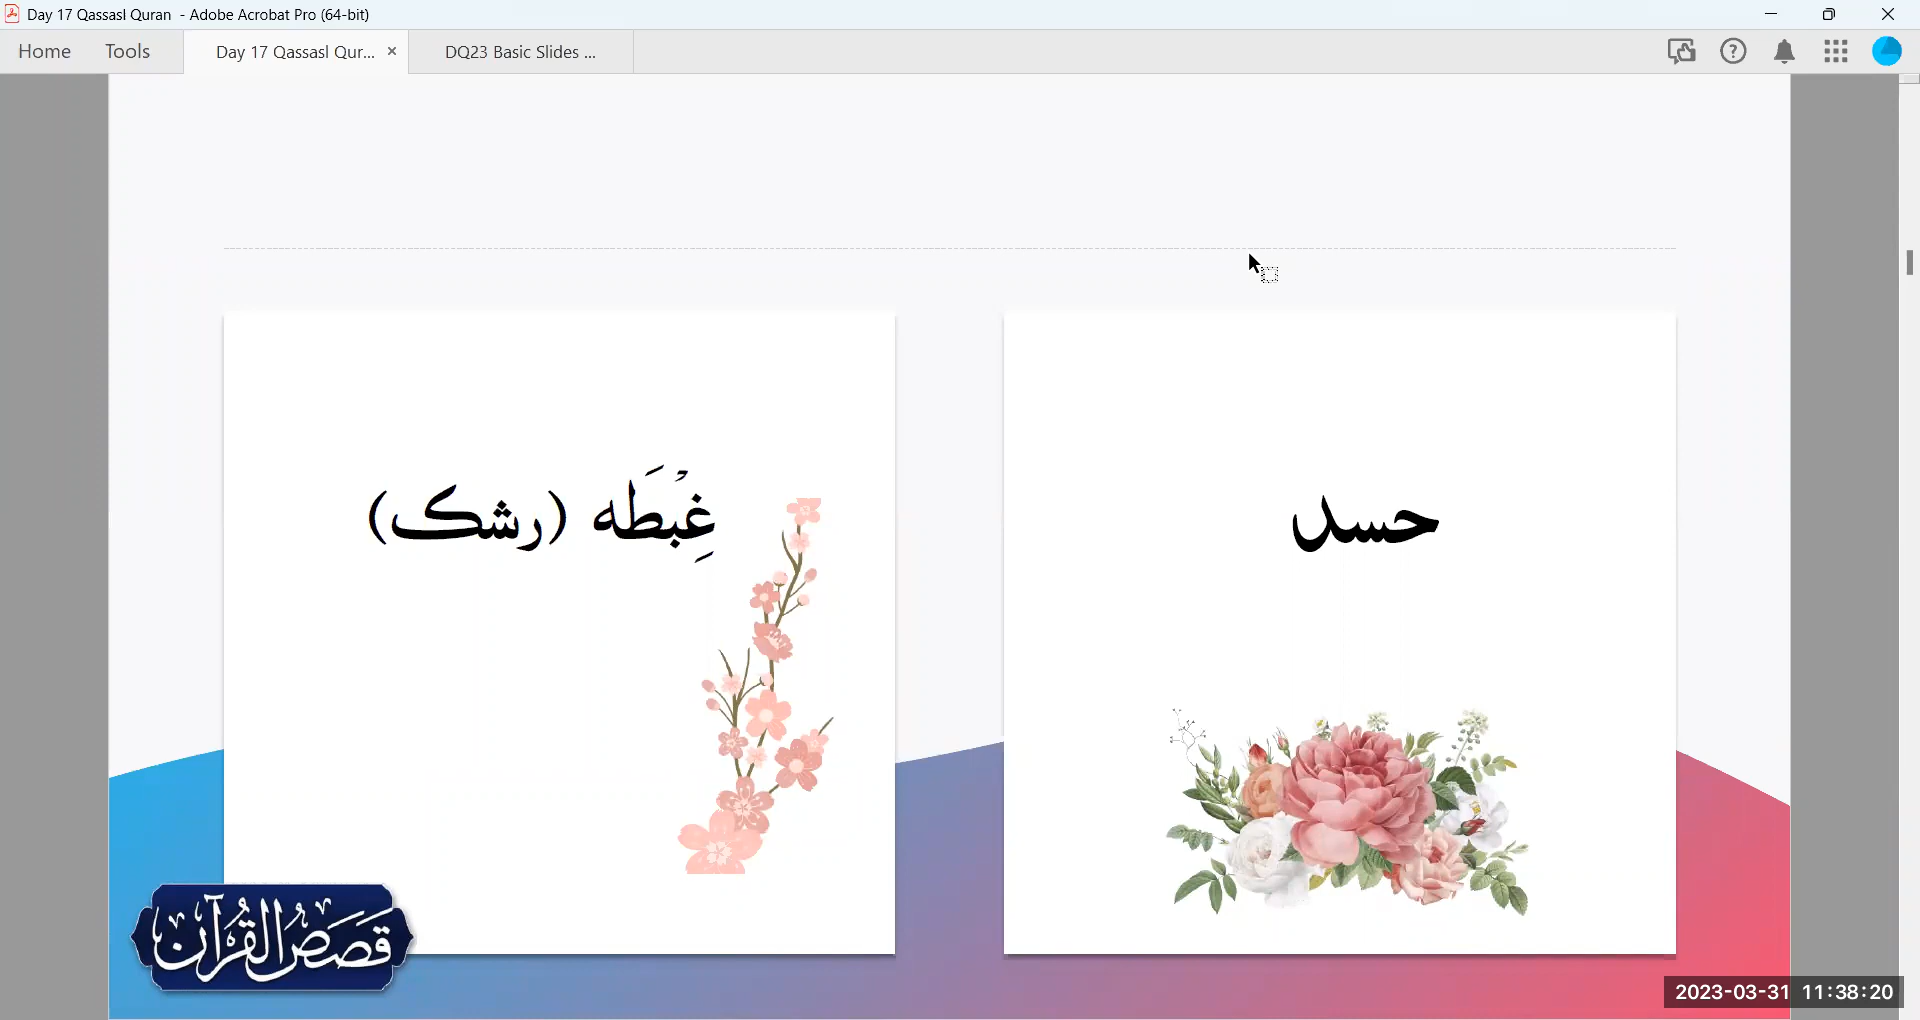 Day 17 Qassasl Quran - Adobe Acrobat Pro (64-bit)
Home Tools Day 17 Qassasl Qur... DQ23 Basic Slides ...
حسد
غِبْطَه (رشک)
قصص القرآن
2023-03-31 11:38:20